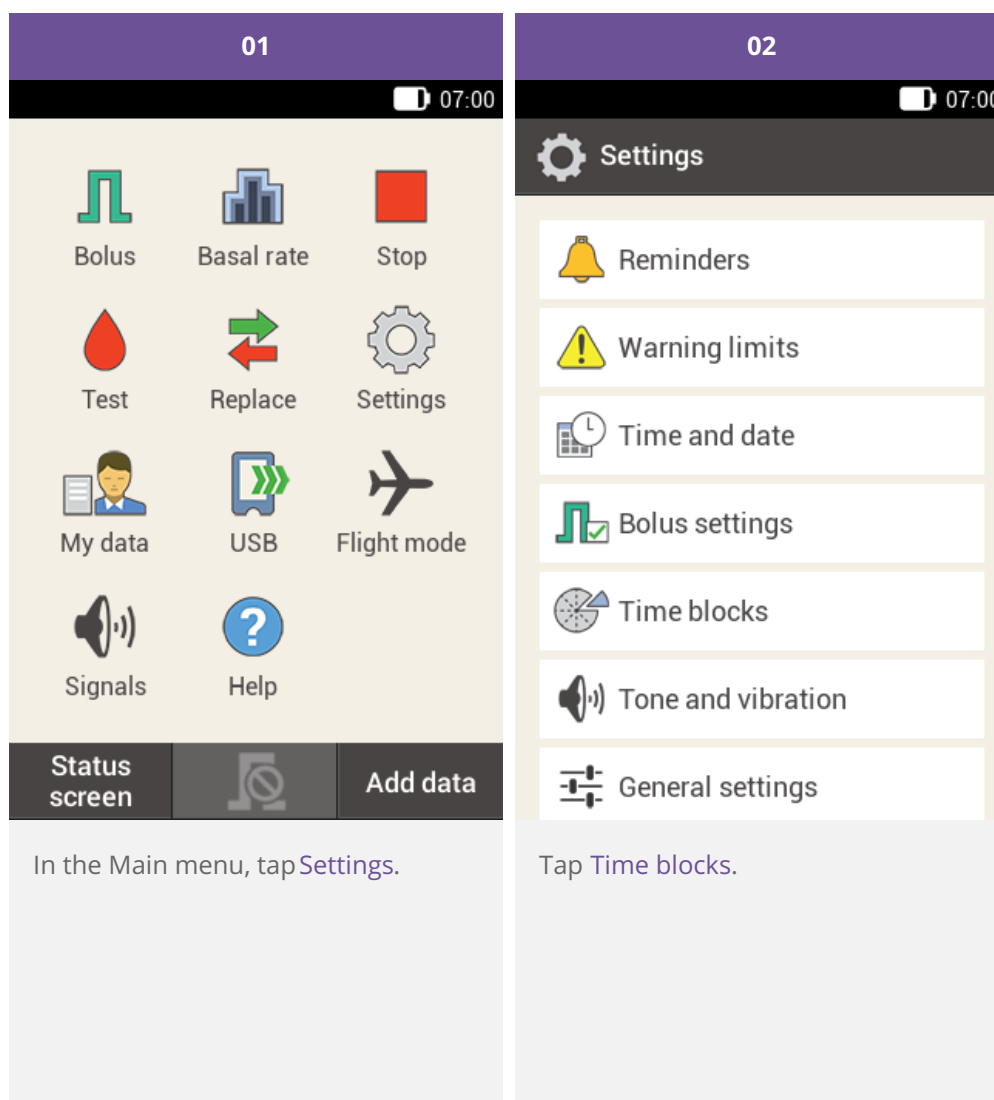 01
07:00
Bolus
Basal rate
Stop
Test
Replace
Settings
My data
USB
Flight mode
Signals
Help
Status
screen
Add data
In the Main menu, tap Settings.
02
07:00
Settings
Reminders
Warning limits
Time and date
Bolus settings
Time blocks
Tone and vibration
General settings
Tap Time blocks.